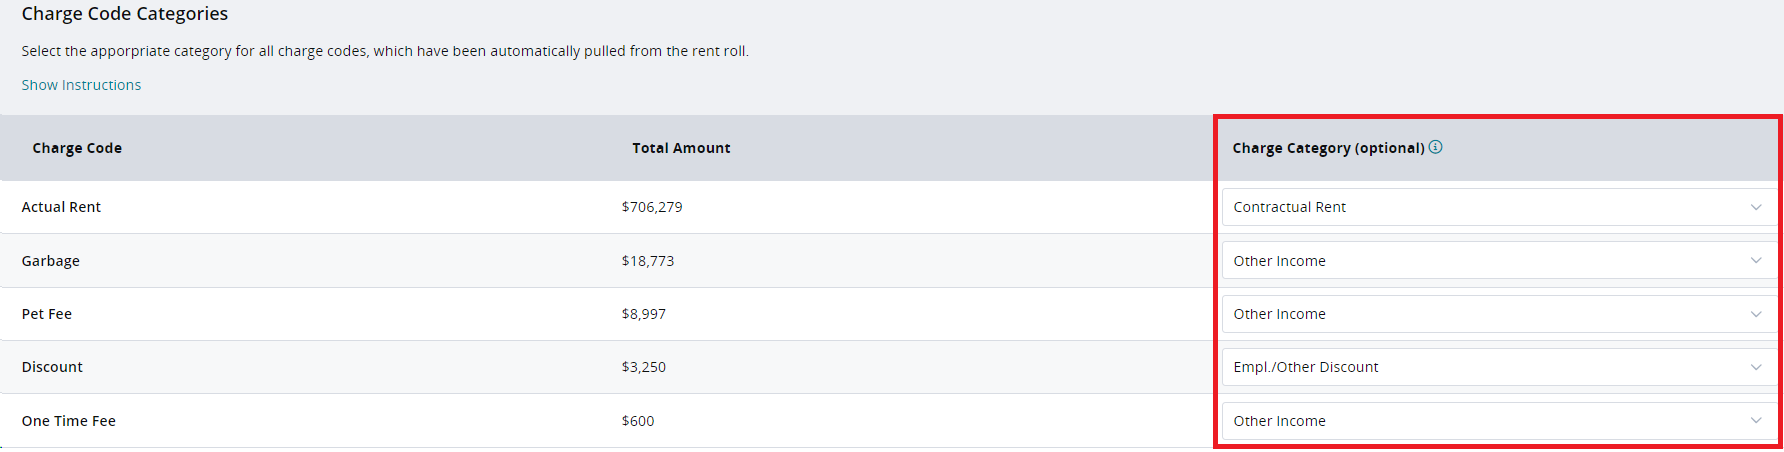 Charge Code Categories
Select the apporpriate category for all charge codes, which have been automatically pulled from the rent roll.
Show Instructions
Charge Code Total Amount Charge Category (optional)
Actual Rent $706,279 Contractual Rent
Garbage $18,773 Other Income
Pet Fee $8,997 Other Income
Discount $3,250 Empl./Other Discount
One Time Fee $600 Other Income